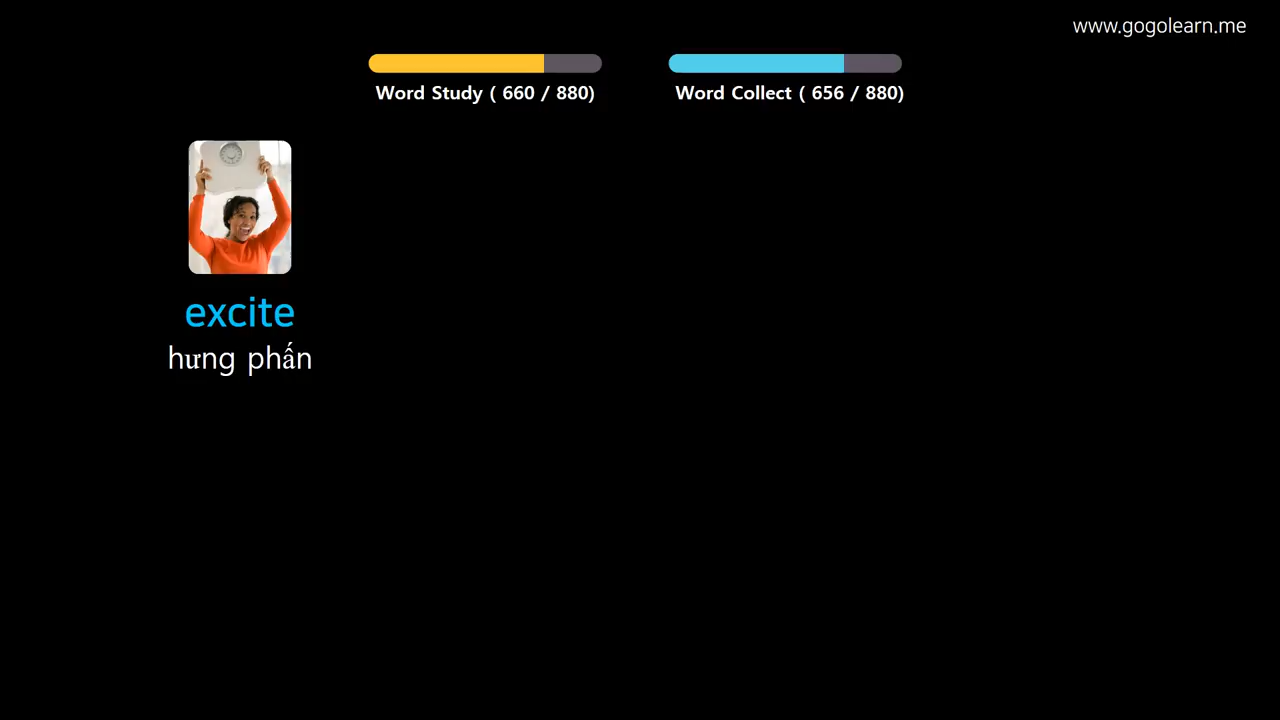 www.gogolearn.me
Word Study ( 660 / 880)
Word Collect ( 656 / 880)
excite
hưng phấn